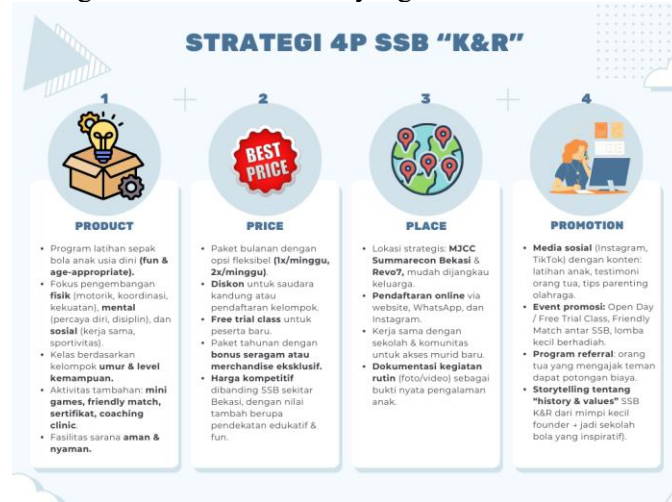 STRATEGI 4P SSB “K&R”
1
2
3
4
BEST
PRICE
PRODUCT
• Program latihan sepak
bola anak usia dini (fun &
age-appropriate).
• Fokus pengembangan
fisik (motorik, koordinasi,
kekuatan), mental
(percaya diri, disiplin), dan
sosial (kerja sama,
sportivitas).
• Kelas berdasarkan
kelompok umur & level
kemampuan.
• Aktivitas tambahan: mini
games, friendly match,
sertifikat, coaching
clinic.
• Fasilitas sarana aman &
nyaman.
PRICE
• Paket bulanan dengan
opsi fleksibel (1x/minggu,
2x/minggu).
• Diskon untuk saudara
kandung atau
pendaftaran kelompok.
• Free trial class untuk
peserta baru.
• Paket tahunan dengan
bonus seragam atau
merchandise eksklusif.
• Harga kompetitif
dibanding SSB sekitar
Bekasi, dengan nilai
tambah berupa
pendekatan edukatif &
fun.
PLACE
• Lokasi strategis: MJCC
Summarecon Bekasi &
Revo7, mudah dijangkau
keluarga.
• Pendaftaran online via
website, WhatsApp, dan
Instagram.
• Kerja sama dengan
sekolah & komunitas
untuk akses murid baru.
• Dokumentasi kegiatan
rutin (foto/video) sebagai
bukti nyata pengalaman
anak.
PROMOTION
• Media sosial (Instagram,
TikTok) dengan konten:
latihan anak, testimoni
orang tua, tips parenting
olahraga.
• Event promosi: Open Day
/ Free Trial Class, Friendly
Match antar SSB, lomba
kecil berhadiah.
• Program referral: orang
tua yang mengajak teman
dapat potongan biaya.
• Storytelling tentang
“history & values” SSB
K&R dari mimpi kecil
founder → jadi sekolah
bola yang inspiratif).